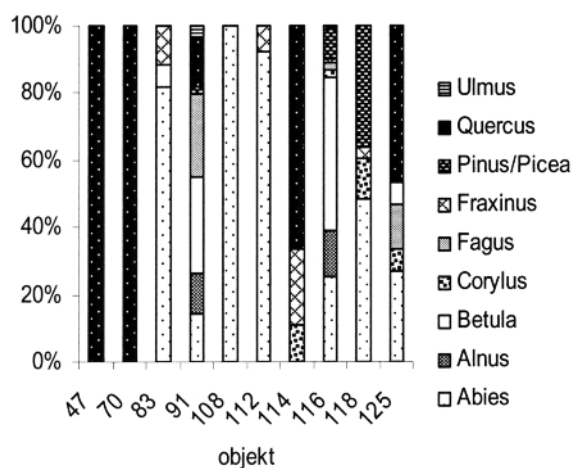 100%
80%
60%
40%
20%
0%
47
70
83
91
108
112
114
116
118
125
objekt
Ulmus
Quercus
Pinus/Picea
Fraxinus
Fagus
Corylus
Betula
Alnus
Abies